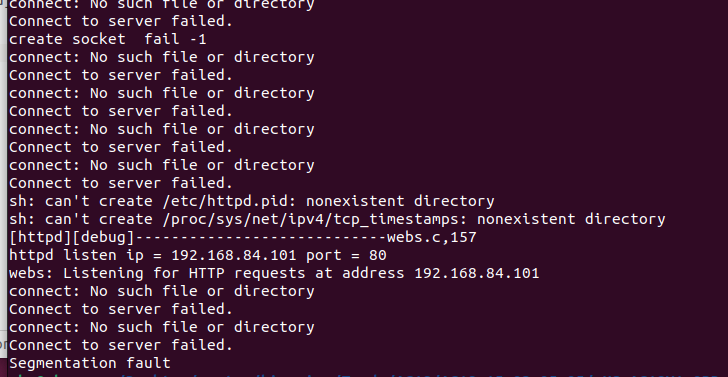 connect: No such file or directory
Connect to server failed.
create socket  fail -1
connect: No such file or directory
Connect to server failed.
connect: No such file or directory
Connect to server failed.
connect: No such file or directory
Connect to server failed.
connect: No such file or directory
Connect to server failed.
sh: can't create /etc/httpd.pid: nonexistent directory
sh: can't create /proc/sys/net/ipv4/tcp_timestamps: nonexistent directory
[httpd][debug]----------------------------webs.c,157
httpd listen ip = 192.168.84.101 port = 80
webs: Listening for HTTP requests at address 192.168.84.101
connect: No such file or directory
Connect to server failed.
connect: No such file or directory
Connect to server failed.
Segmentation fault